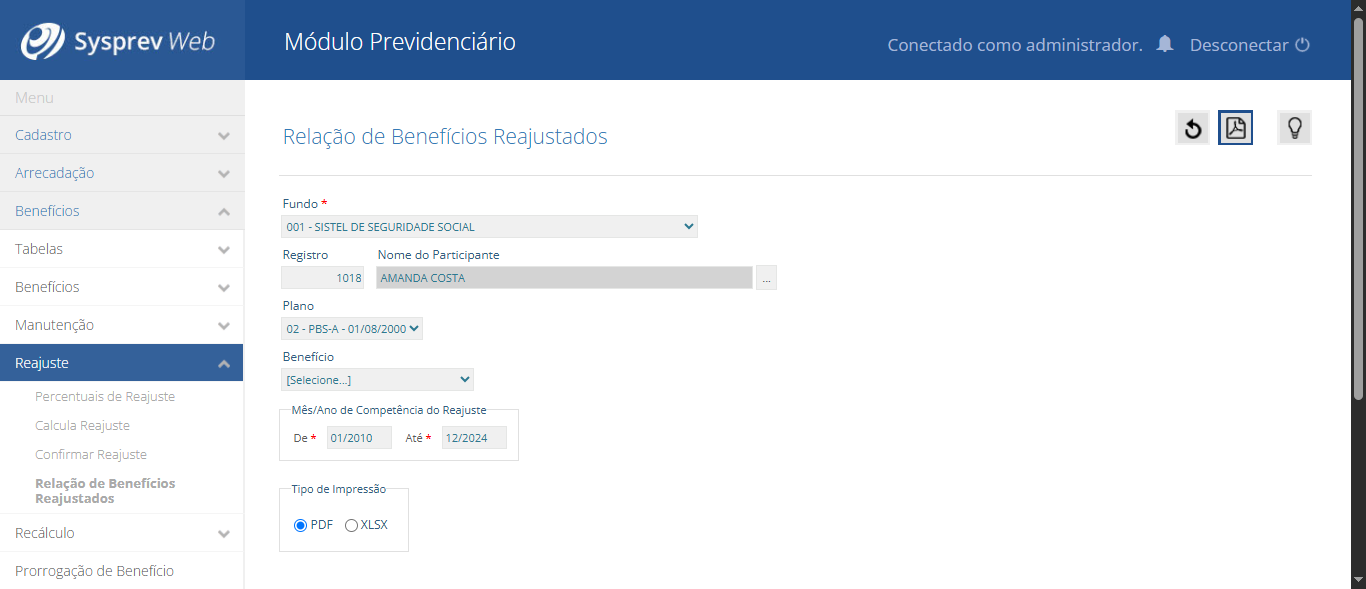 Sysprev Web
Módulo Previdenciário
Conectado como administrador.
Desconectar
Menu
Cadastro
Arrecadação
Benefícios
Tabelas
Benefícios
Manutenção
Reajuste
Percentuais de Reajuste
Calcula Reajuste
Confirmar Reajuste
Relação de Benefícios
Reajustados
Recálculo
Prorrogação de Benefício
Relação de Benefícios Reajustados
Fundo *
001 - SISTEL DE SEGURIDADE SOCIAL
Registro Nome do Participante
1018 AMANDA COSTA ...
Plano
02 - PBS-A - 01/08/2000
Benefício
[Selecione...]
Mês/Ano de Competência do Reajuste
De * 01/2010 Até * 12/2024
Tipo de Impressão
PDF XLSX